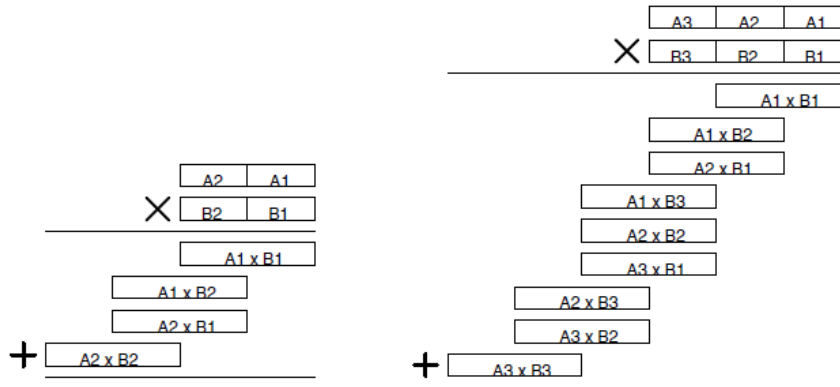 A2 A1
× B2 B1
A1 x B1
A1 x B2
A2 x B1
+ A2 x B2
A3 A2 A1
× B3 B2 B1
A1 x B1
A1 x B2
A2 x B1
A1 x B3
A2 x B2
A3 x B1
A2 x B3
A3 x B2
+ A3 x B3